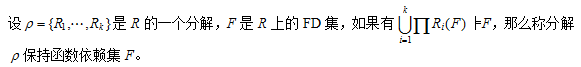 设 ρ = {R₁,⋯,Rₖ}是 R 的一个分解，F 是 R 上的 FD 集，如果有 ⋃ᵢ₌₁ᵏ ∏ Rᵢ(F) ⊨F，那么称分解
ρ 保持函数依赖集 F。